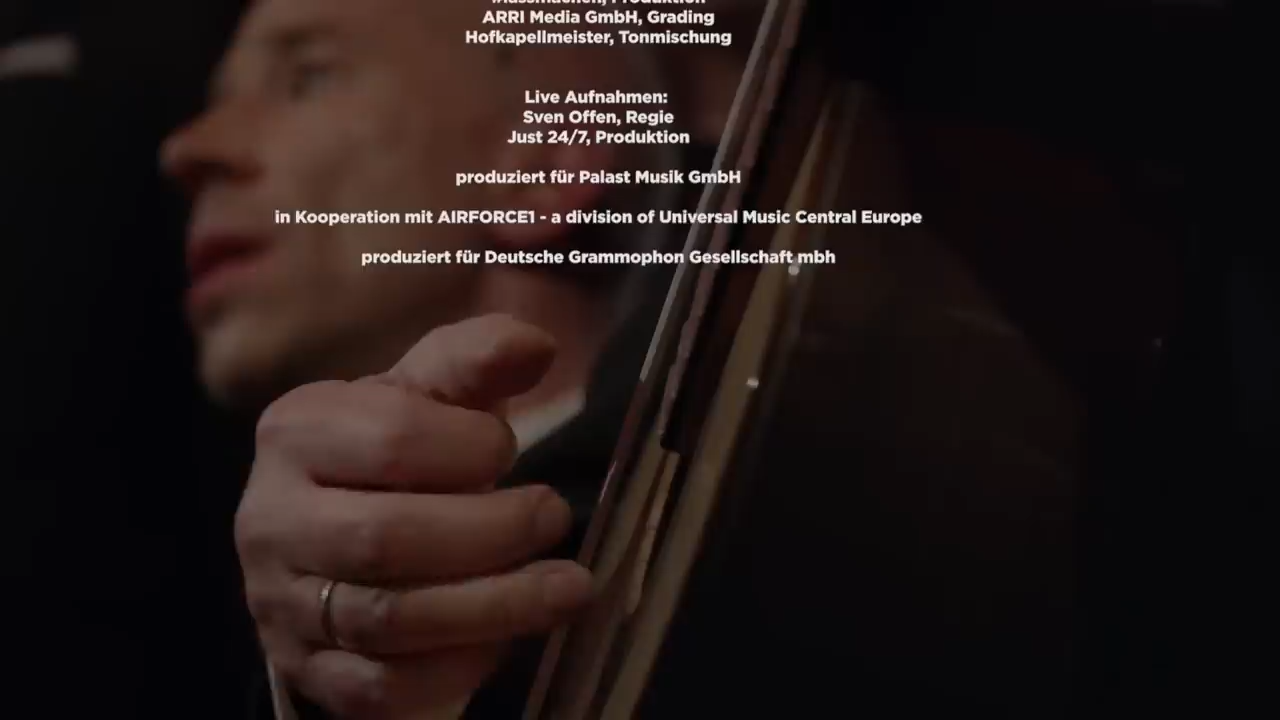 Produktion
ARRI Media GmbH, Grading
Hofkapellmeister, Tonmischung
Live Aufnahmen:
Sven Offen, Regie
Just 24/7, Produktion
produziert für Palast Musik GmbH
in Kooperation mit AIRFORCE1 - a division of Universal Music Central Europe
produziert für Deutsche Grammophon Gesellschaft mbh